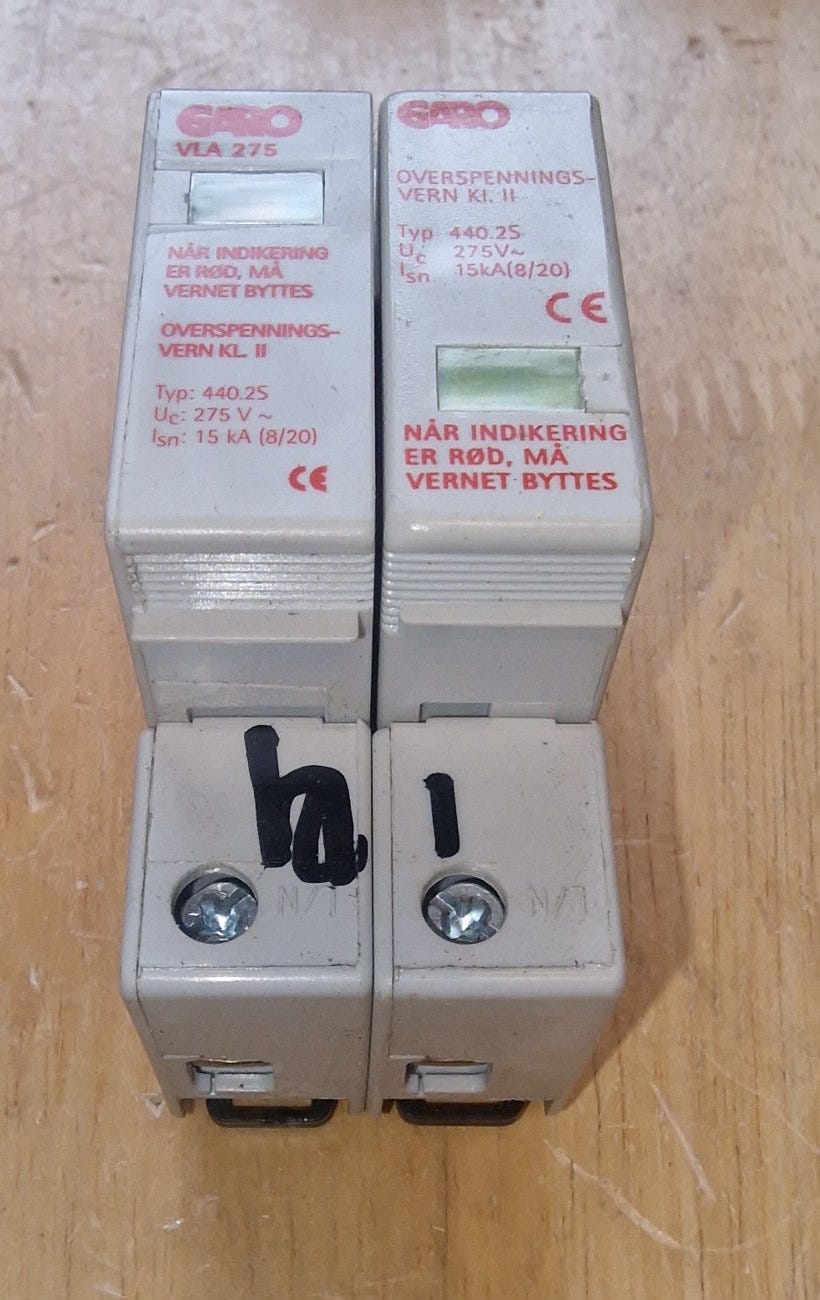 GARO
VLA 275
NÅR INDIKERING
ER RØD, MÅ
VERNET BYTTES
OVERSPENNINGS-
VERN KL. II
Typ: 440.2S
Uc: 275 V ~
Isn: 15 kA (8/20)
CE
N/
GARO
OVERSPENNINGS-
VERN Kl. II
Typ 440.2S
Uc 275V~
Isn 15kA(8/20)
CE
NÅR INDIKERING
ER RØD, MÅ
VERNET BYTTES
I
N/